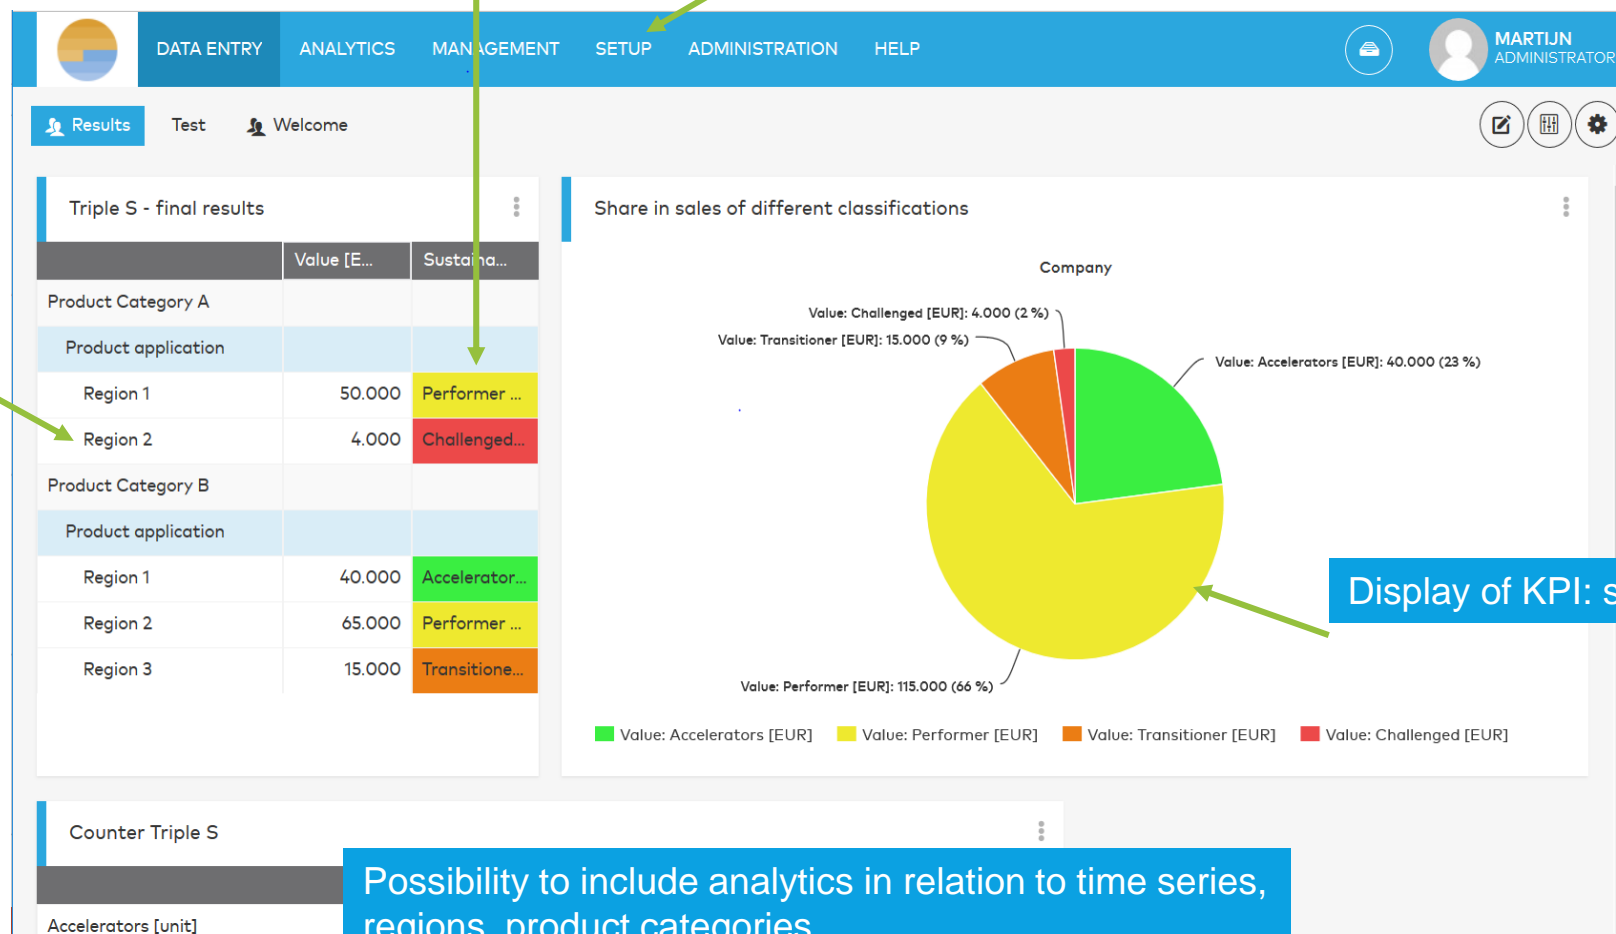 DATA ENTRY ANALYTICS MANAGEMENT SETUP ADMINISTRATION HELP
MARTIJN
ADMINISTRATOR
Results Test Welcome
Triple S - final results
Value [E... Sustaina...
Product Category A
Product application
Region 1 50.000 Performer ...
Region 2 4.000 Challenged...
Product Category B
Product application
Region 1 40.000 Accelerator...
Region 2 65.000 Performer ...
Region 3 15.000 Transitione...
Share in sales of different classifications
Company
Value: Challenged [EUR]: 4.000 (2 %)
Value: Transitioner [EUR]: 15.000 (9 %)
Value: Accelerators [EUR]: 40.000 (23 %)
Display of KPI: s
Value: Performer [EUR]: 115.000 (66 %)
Value: Accelerators [EUR] Value: Performer [EUR] Value: Transitioner [EUR] Value: Challenged [EUR]
Counter Triple S
Accelerators [unit]
Possibility to include analytics in relation to time series,
regions, product categories